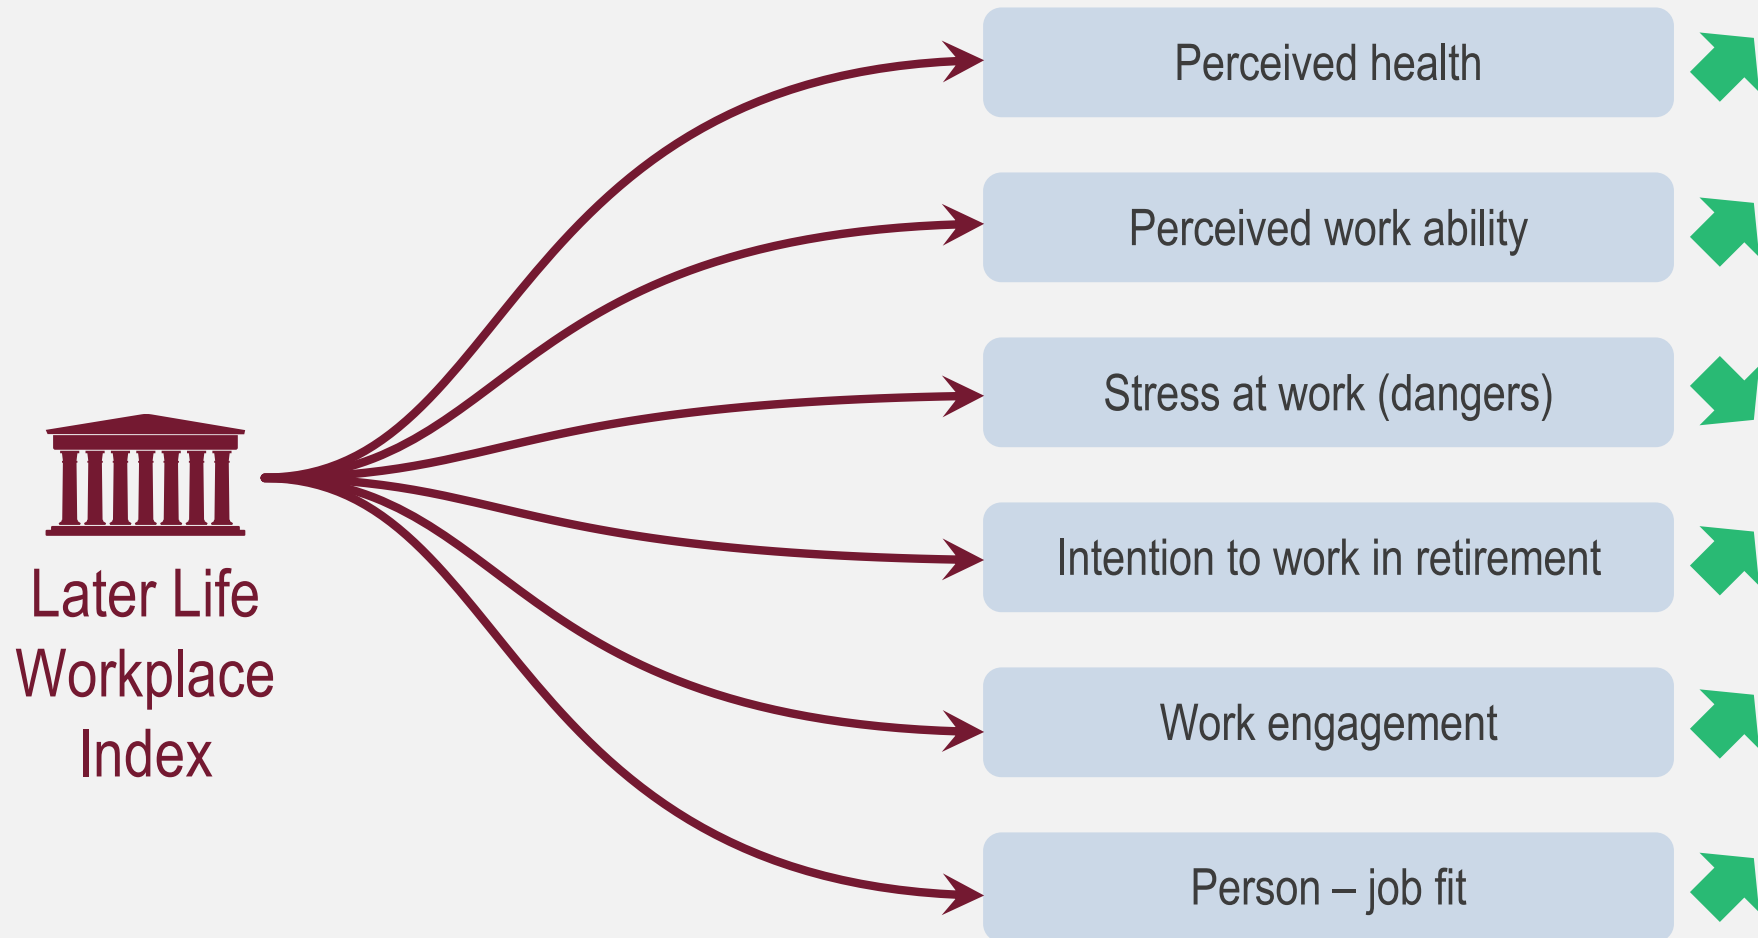 Perceived health
Perceived work ability
Stress at work (dangers)
Intention to work in retirement
Work engagement
Person – job fit
Later Life
Workplace
Index